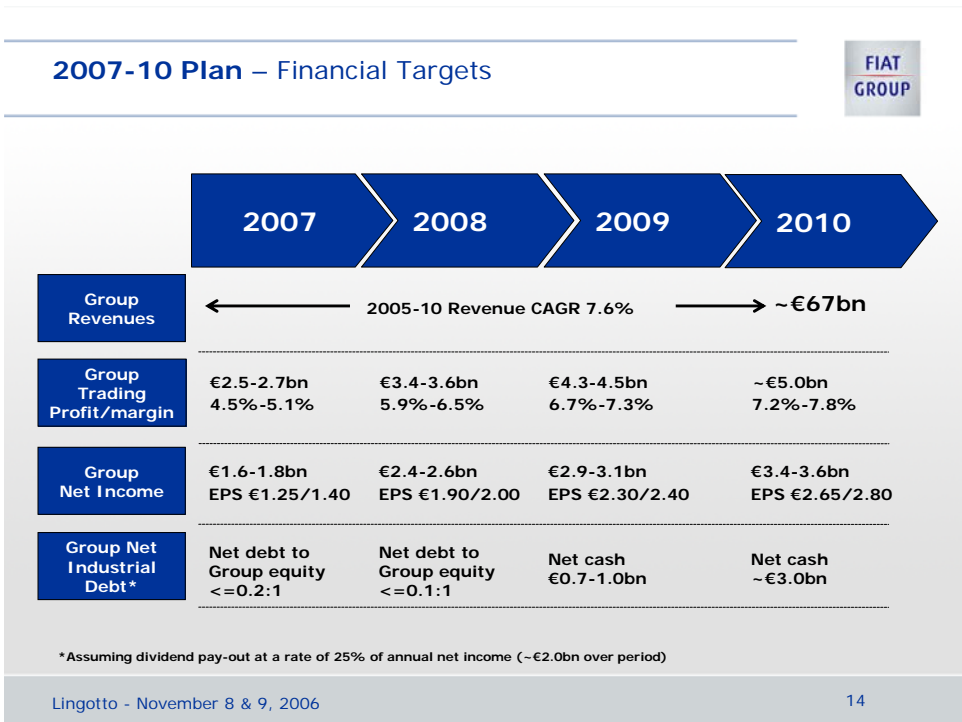 2007-10 Plan – Financial Targets
FIAT
GROUP
2007
2008
2009
2010
Group
Revenues
2005-10 Revenue CAGR 7.6%
~€67bn
Group
Trading
Profit/margin
€2.5-2.7bn
4.5%-5.1%
€3.4-3.6bn
5.9%-6.5%
€4.3-4.5bn
6.7%-7.3%
~€5.0bn
7.2%-7.8%
Group
Net Income
€1.6-1.8bn
EPS €1.25/1.40
€2.4-2.6bn
EPS €1.90/2.00
€2.9-3.1bn
EPS €2.30/2.40
€3.4-3.6bn
EPS €2.65/2.80
Group Net
Industrial
Debt*
Net debt to
Group equity
<=0.2:1
Net debt to
Group equity
<=0.1:1
Net cash
€0.7-1.0bn
Net cash
~€3.0bn
*Assuming dividend pay-out at a rate of 25% of annual net income (~€2.0bn over period)
Lingotto - November 8 & 9, 2006
14